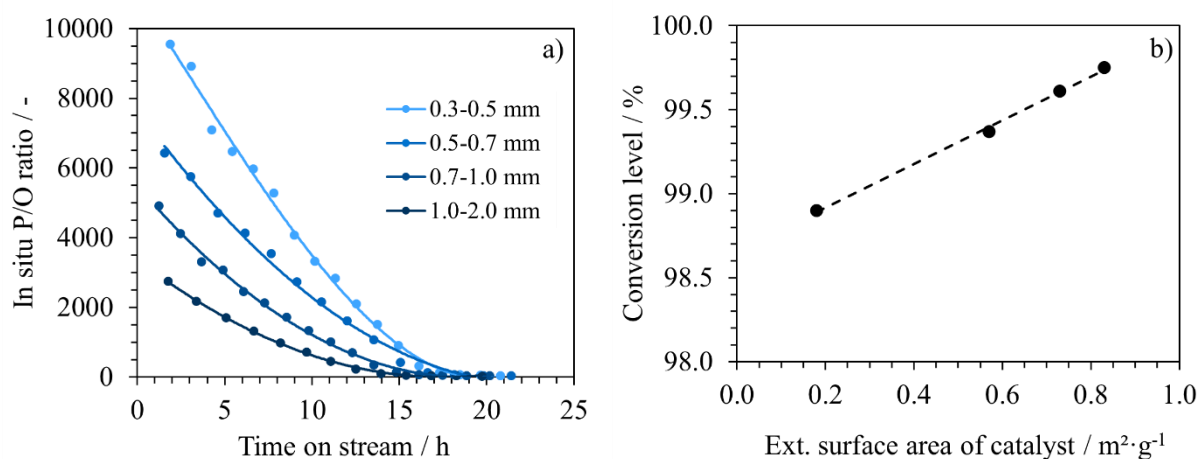 a)
In situ P/O ratio / -
10000
8000
6000
4000
2000
0
0.3-0.5 mm
0.5-0.7 mm
0.7-1.0 mm
1.0-2.0 mm
0 5 10 15 20 25
Time on stream / h
b)
Conversion level / %
100.0
99.5
99.0
98.5
98.0
0.0 0.2 0.4 0.6 0.8 1.0
Ext. surface area of catalyst / m²·g⁻¹